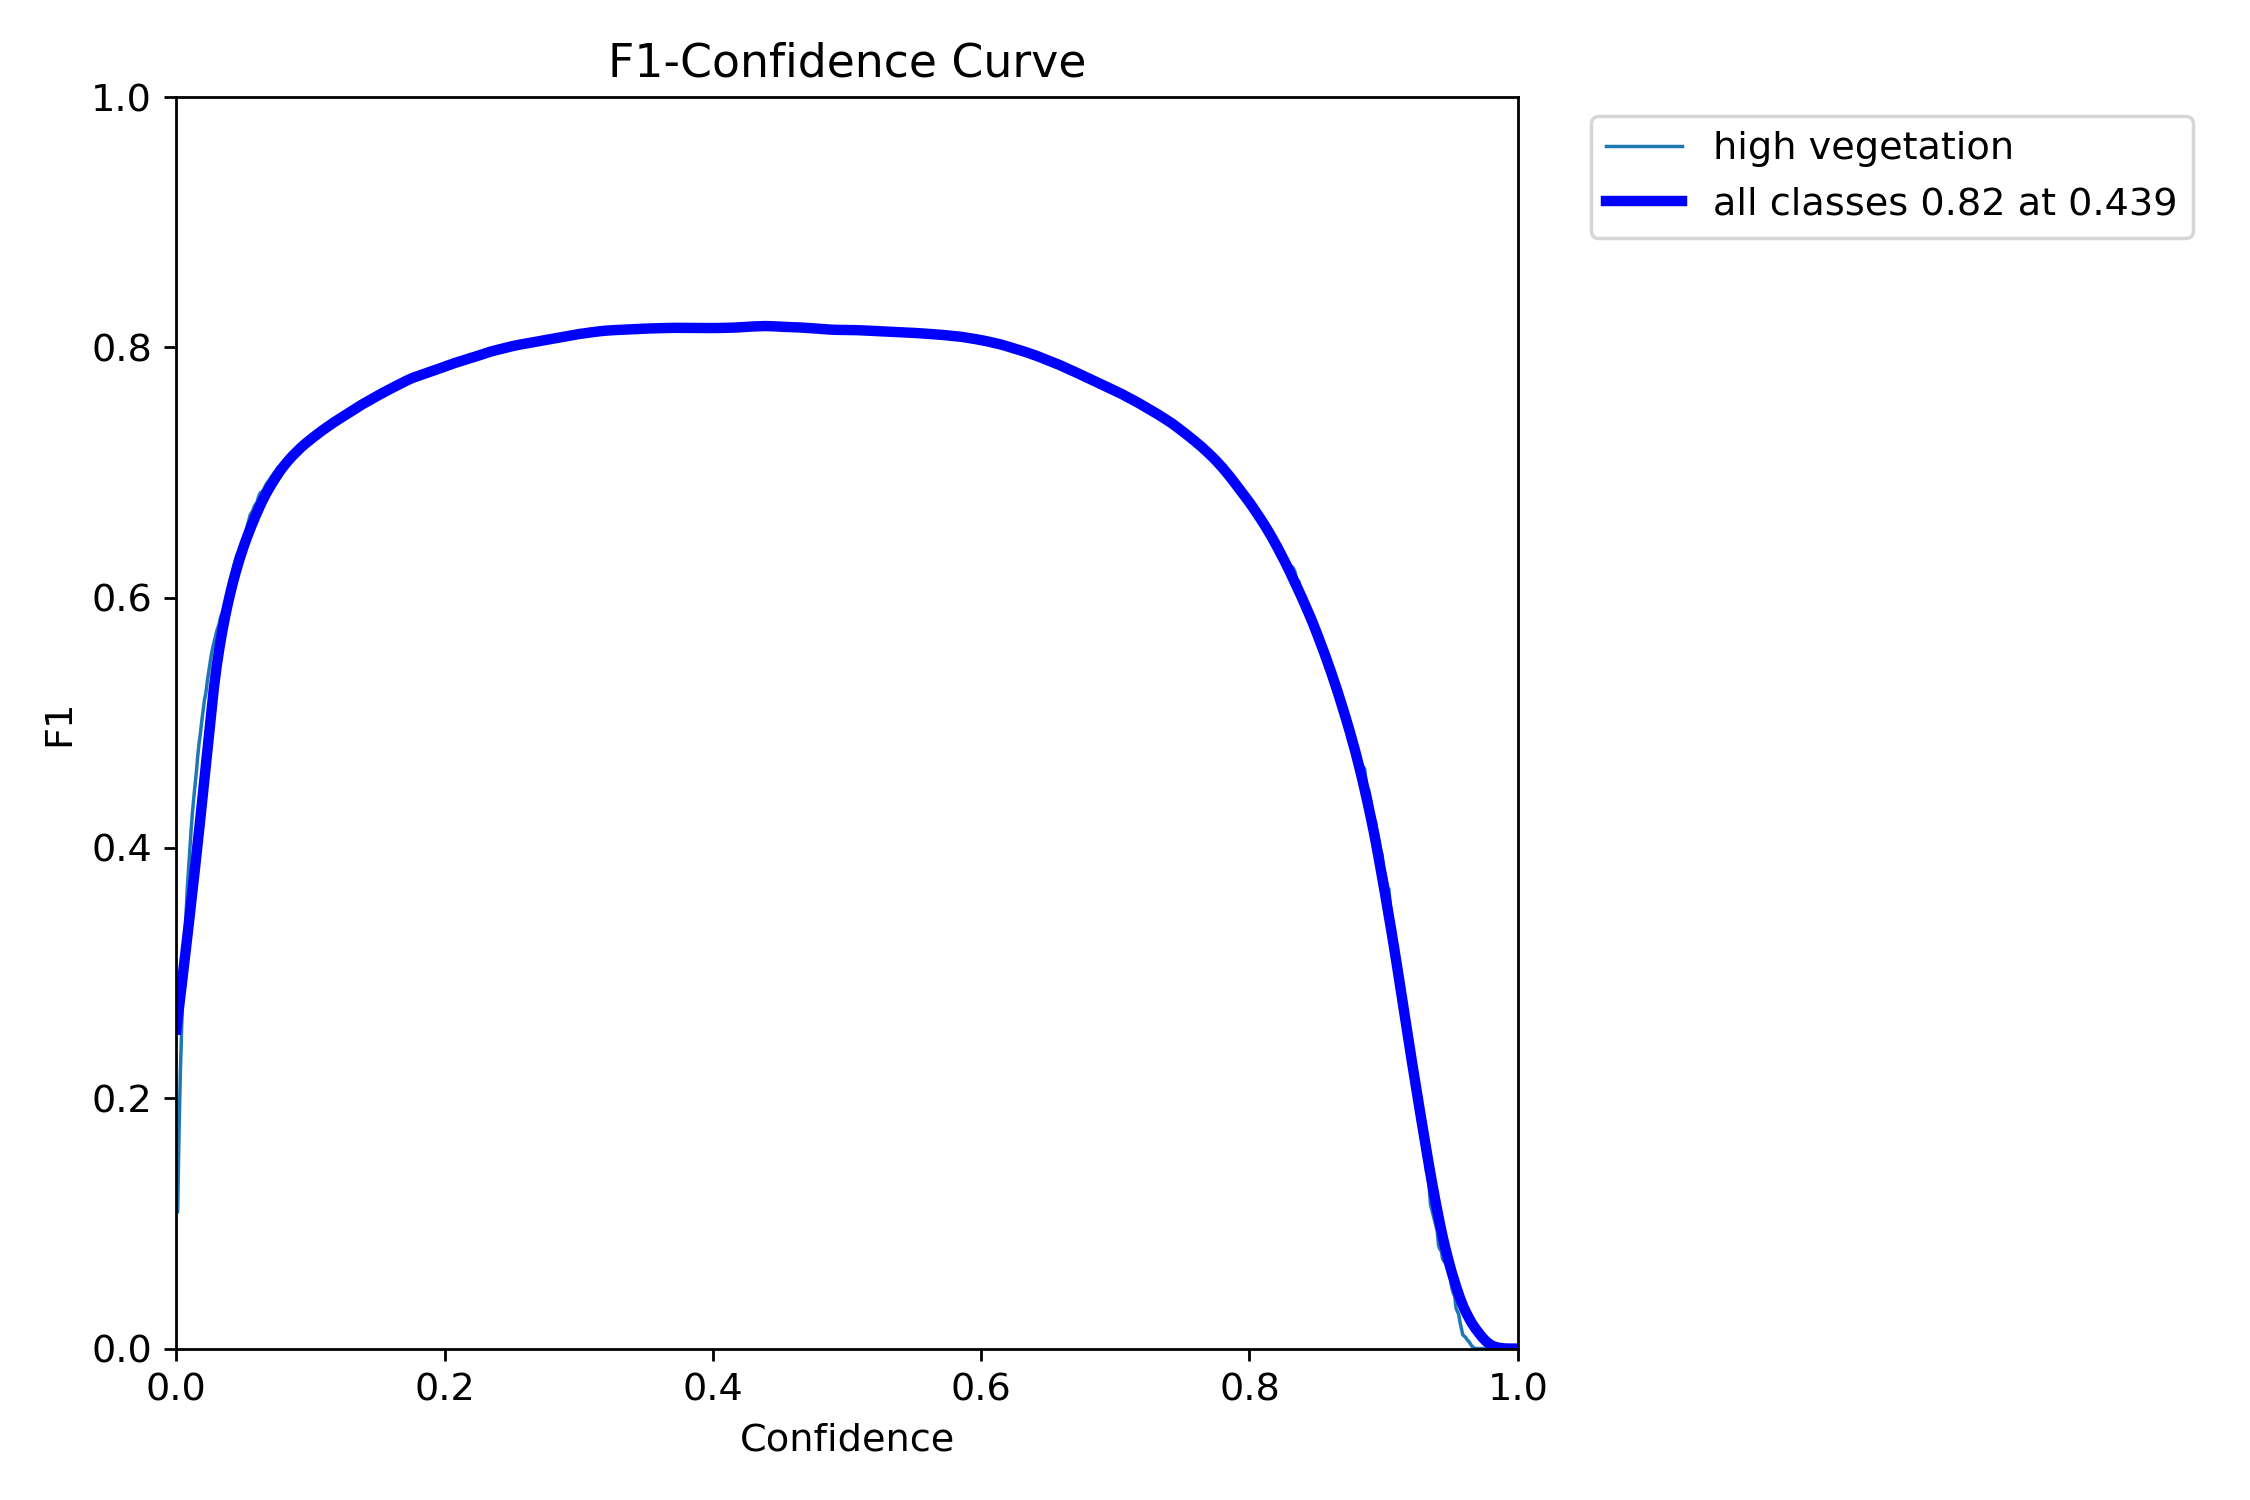 F1-Confidence Curve
high vegetation
all classes 0.82 at 0.439
1.0
0.8
0.6
0.4
0.2
0.0
F1
0.0 0.2 0.4 0.6 0.8 1.0
Confidence